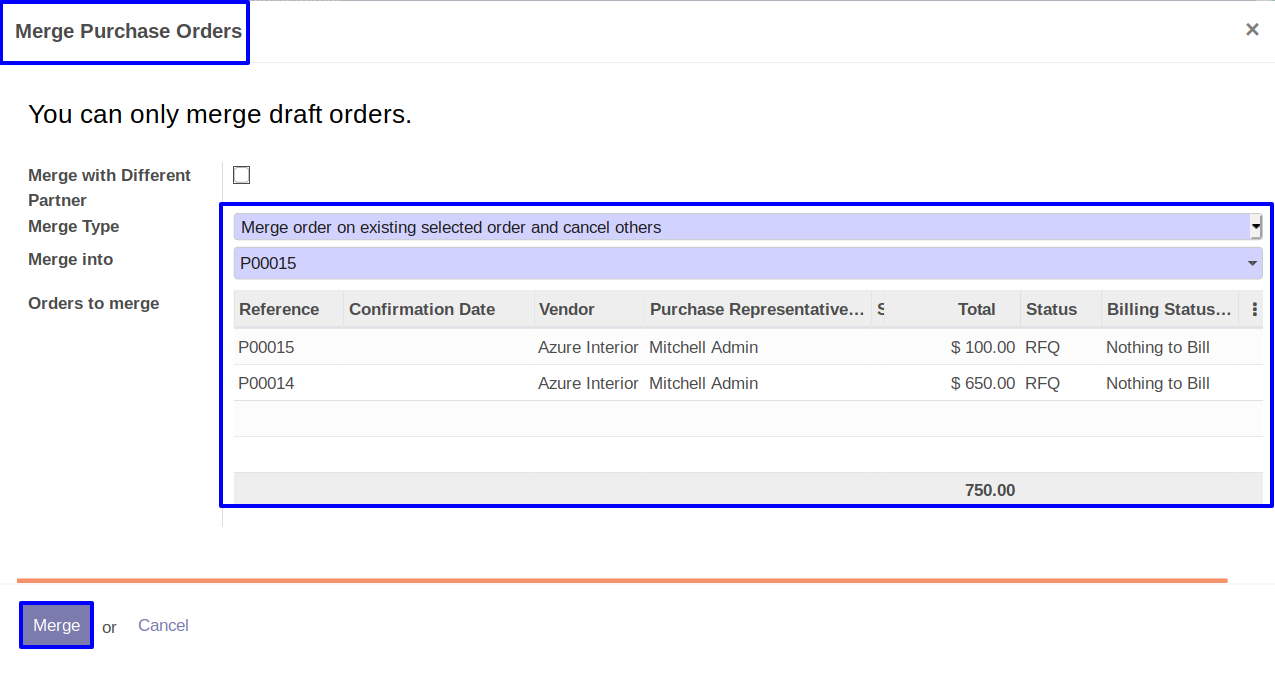 Merge Purchase Orders ×
You can only merge draft orders.
Merge with Different
Partner
Merge Type Merge order on existing selected order and cancel others
Merge into P00015
Orders to merge
Reference Confirmation Date Vendor Purchase Representative... Total Status Billing Status...
P00015 Azure Interior Mitchell Admin $ 100.00 RFQ Nothing to Bill
P00014 Azure Interior Mitchell Admin $ 650.00 RFQ Nothing to Bill
750.00
Merge or Cancel